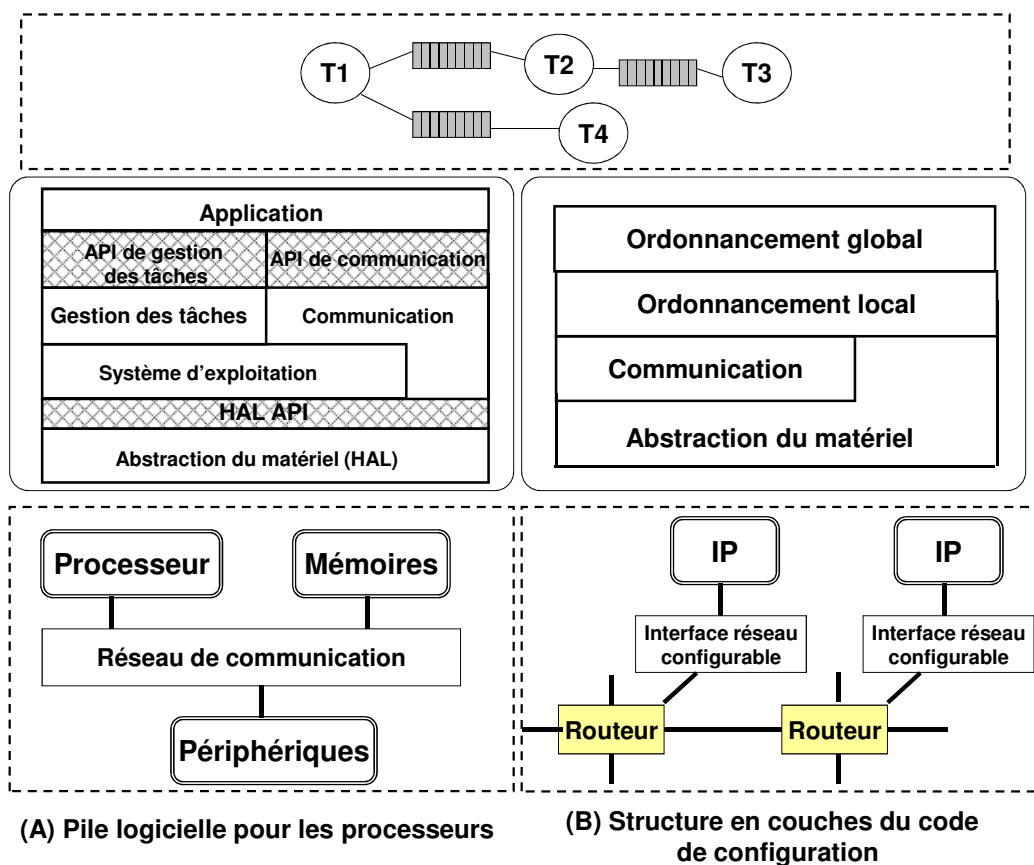 T1
T2
T3
T4
Application
API de gestion
des tâches
API de communication
Gestion des tâches
Communication
Système d'exploitation
HAL API
Abstraction du matériel (HAL)
Ordonnancement global
Ordonnancement local
Communication
Abstraction du matériel
Processeur
Mémoires
Réseau de communication
Périphériques
IP
IP
Interface réseau
configurable
Interface réseau
configurable
Routeur
Routeur
(A) Pile logicielle pour les processeurs
(B) Structure en couches du code
de configuration